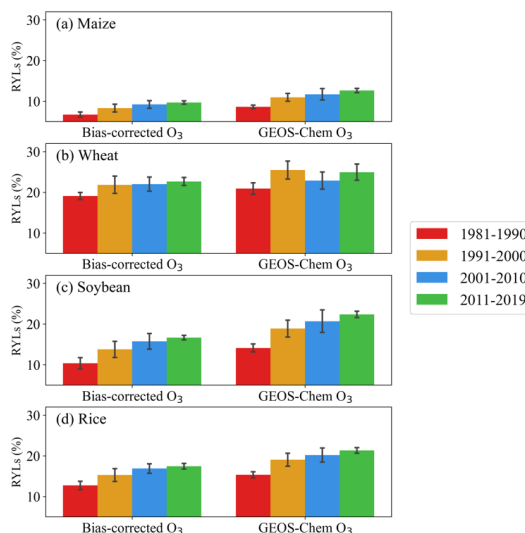 (a) Maize
RYLs (%)
30
20
10
Bias-corrected O3
GEOS-Chem O3
(b) Wheat
RYLs (%)
30
20
10
Bias-corrected O3
GEOS-Chem O3
1981-1990
1991-2000
2001-2010
2011-2019
(c) Soybean
RYLs (%)
30
20
10
Bias-corrected O3
GEOS-Chem O3
(d) Rice
RYLs (%)
30
20
10
Bias-corrected O3
GEOS-Chem O3